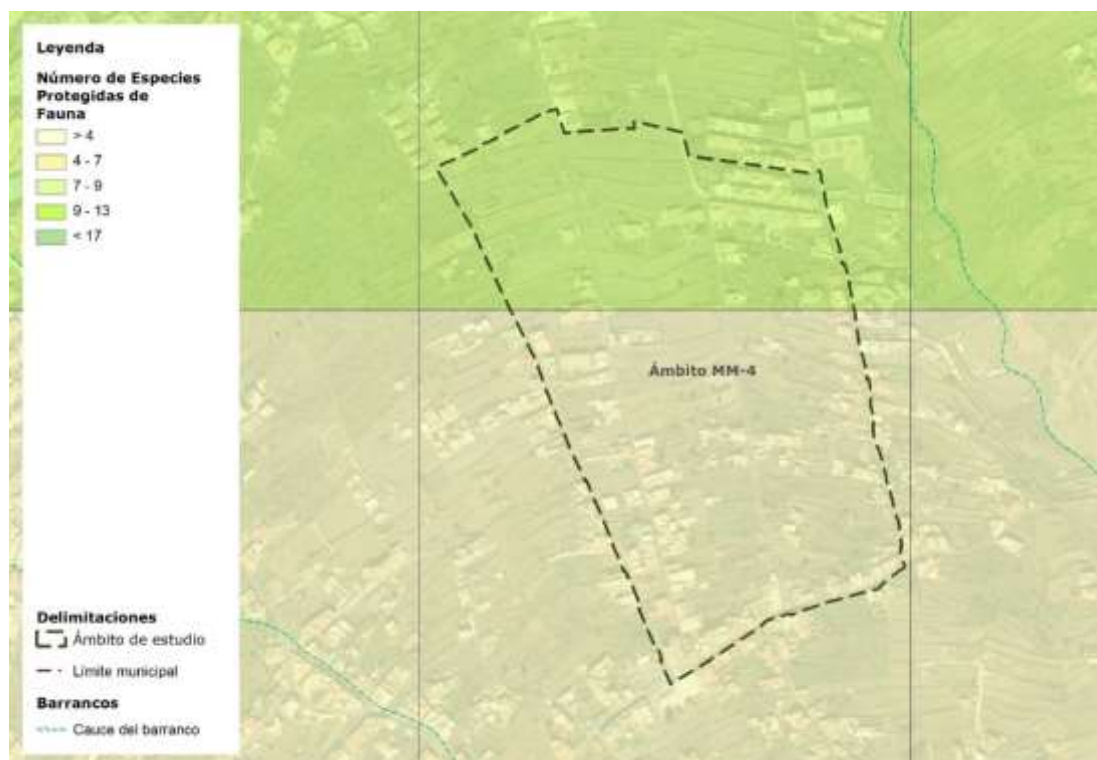 Leyenda
Número de Especies
Protegidas de
Fauna
> 4
4 - 7
7 - 9
9 - 13
< 17
Ámbito MM-4
Delimitaciones
Ámbito de estudio
Límite municipal
Barrancos
Cauce del barranco